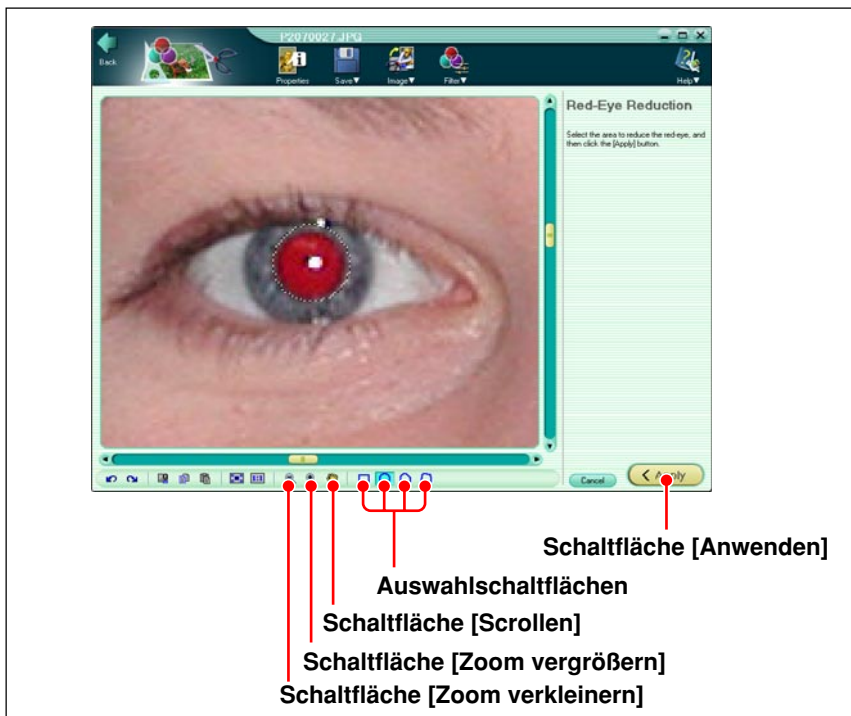 P2070027.JPG
Back
Properties
Save▼
Image▼
Filter▼
Help▼
Red-Eye Reduction
Select the area to reduce the red-eye, and
then click the [Apply] button.
Cancel
< Apply
Schaltfläche [Anwenden]
Auswahlschaltflächen
Schaltfläche [Scrollen]
Schaltfläche [Zoom vergrößern]
Schaltfläche [Zoom verkleinern]